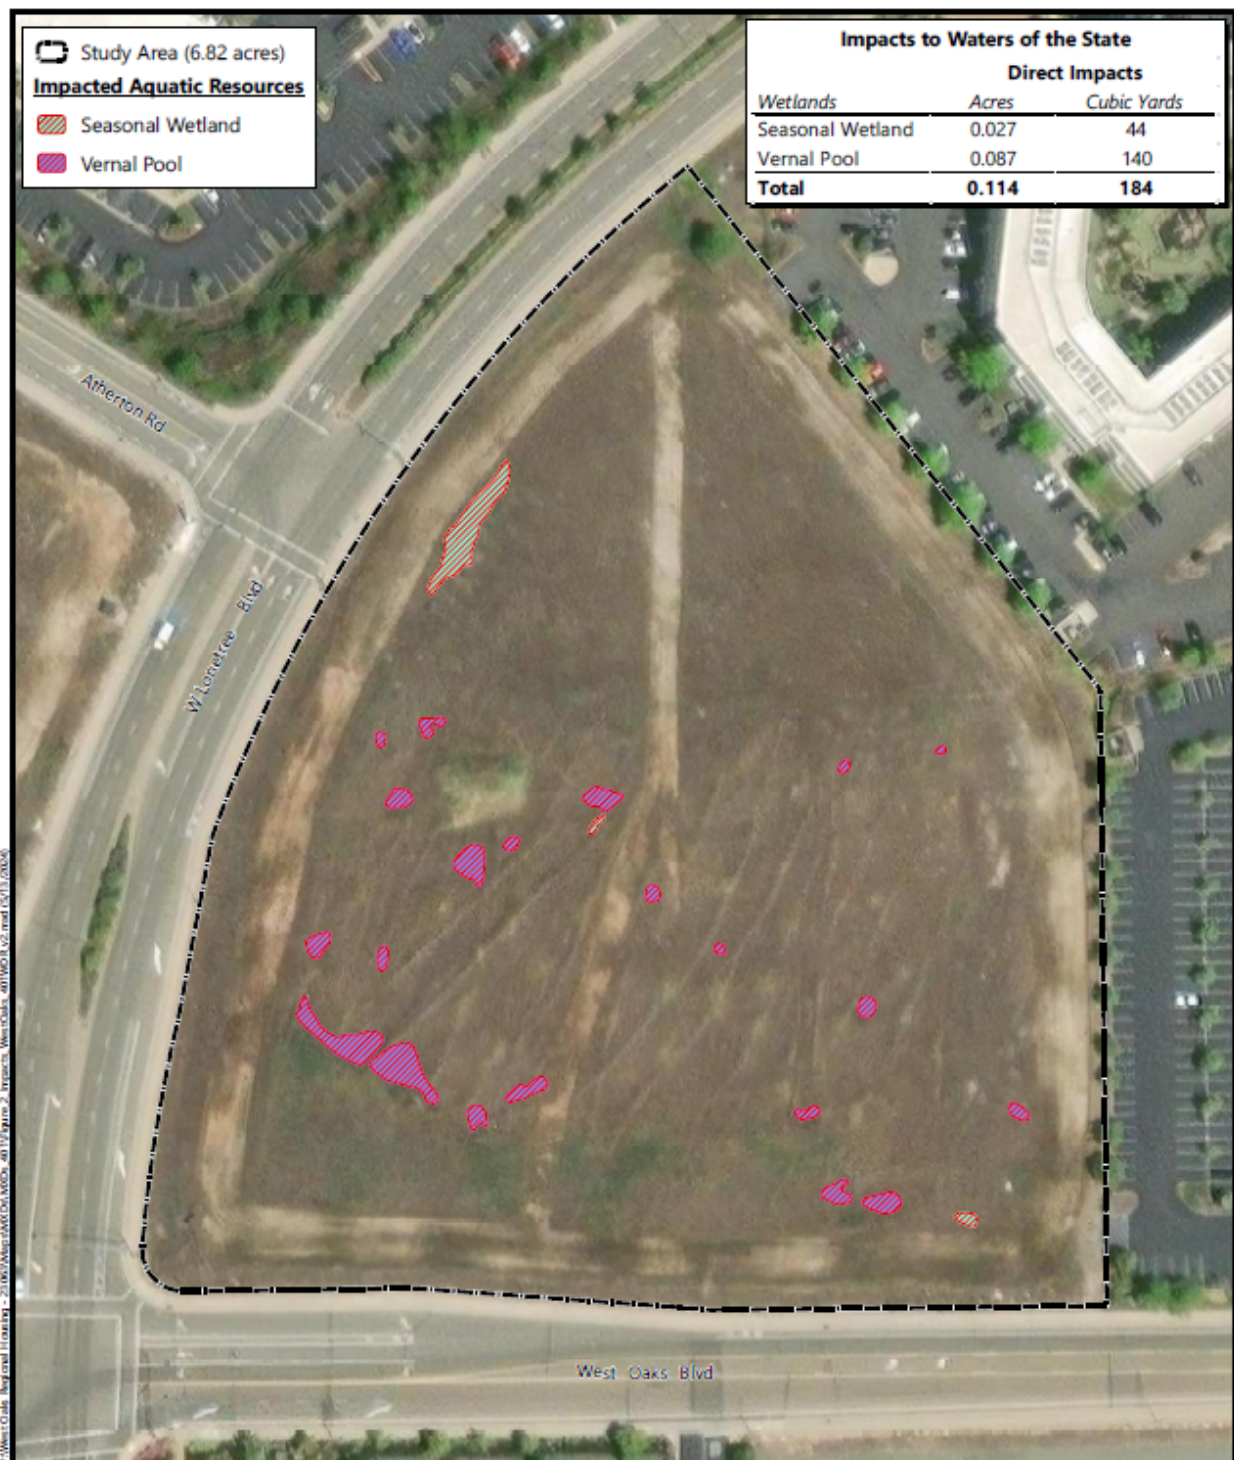 Study Area (6.82 acres)
Impacted Aquatic Resources
Seasonal Wetland
Vernal Pool
Impacts to Waters of the State
Direct Impacts
Wetlands Acres Cubic Yards
Seasonal Wetland 0.027 44
Vernal Pool 0.087 140
Total 0.114 184
Atherton Rd
W Lonetree Blvd
West Oaks Blvd